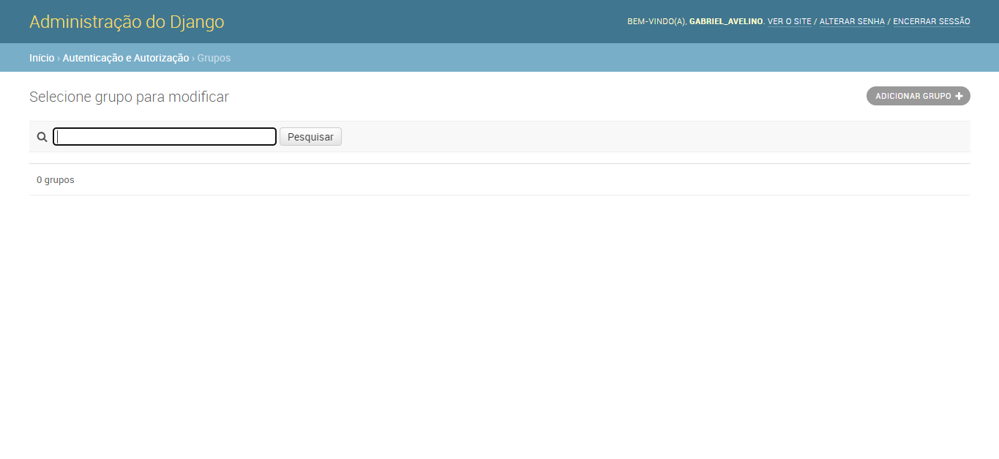 Administração do Django
BEM-VINDO(A), GABRIEL_AVELINO. VER O SITE / ALTERAR SENHA / ENCERRAR SESSÃO
Início › Autenticação e Autorização › Grupos
Selecione grupo para modificar
ADICIONAR GRUPO
Pesquisar
0 grupos